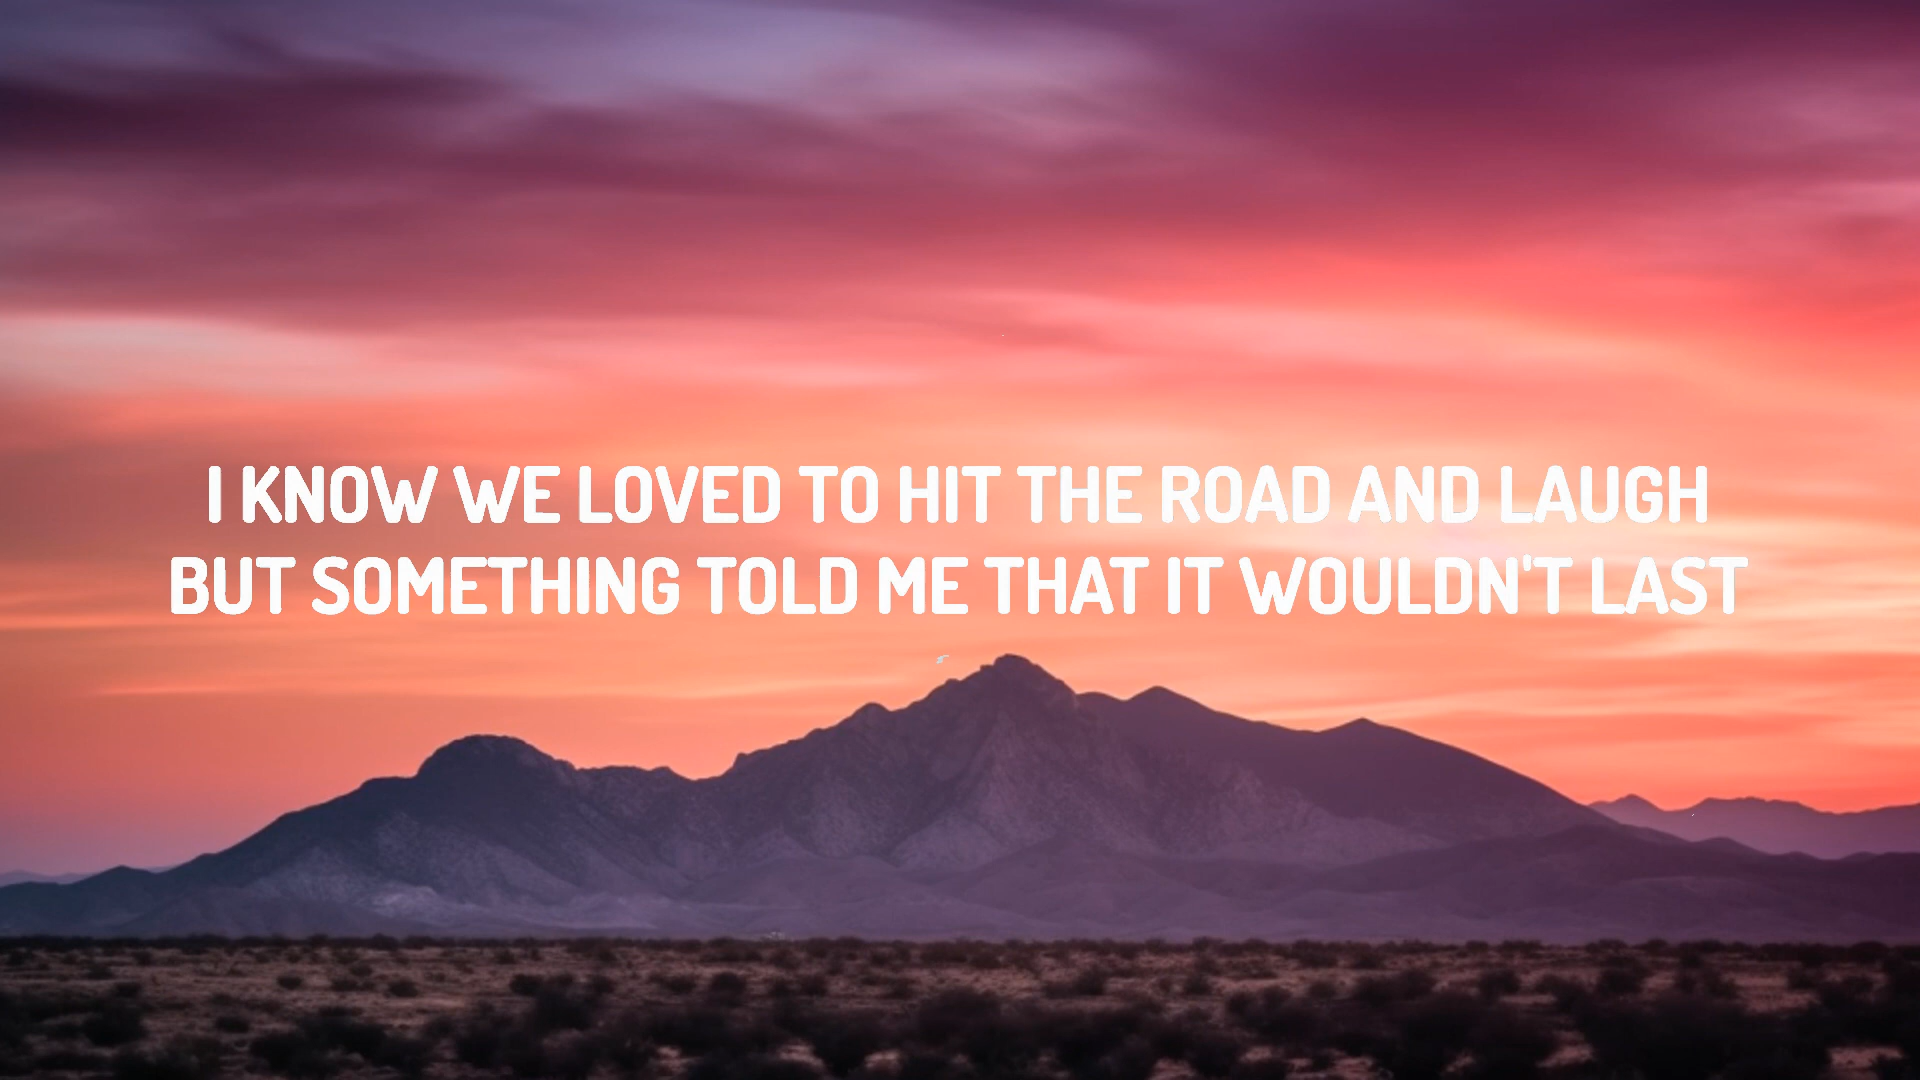 I KNOW WE LOVED TO HIT THE ROAD AND LAUGH
BUT SOMETHING TOLD ME THAT IT WOULDN'T LAST